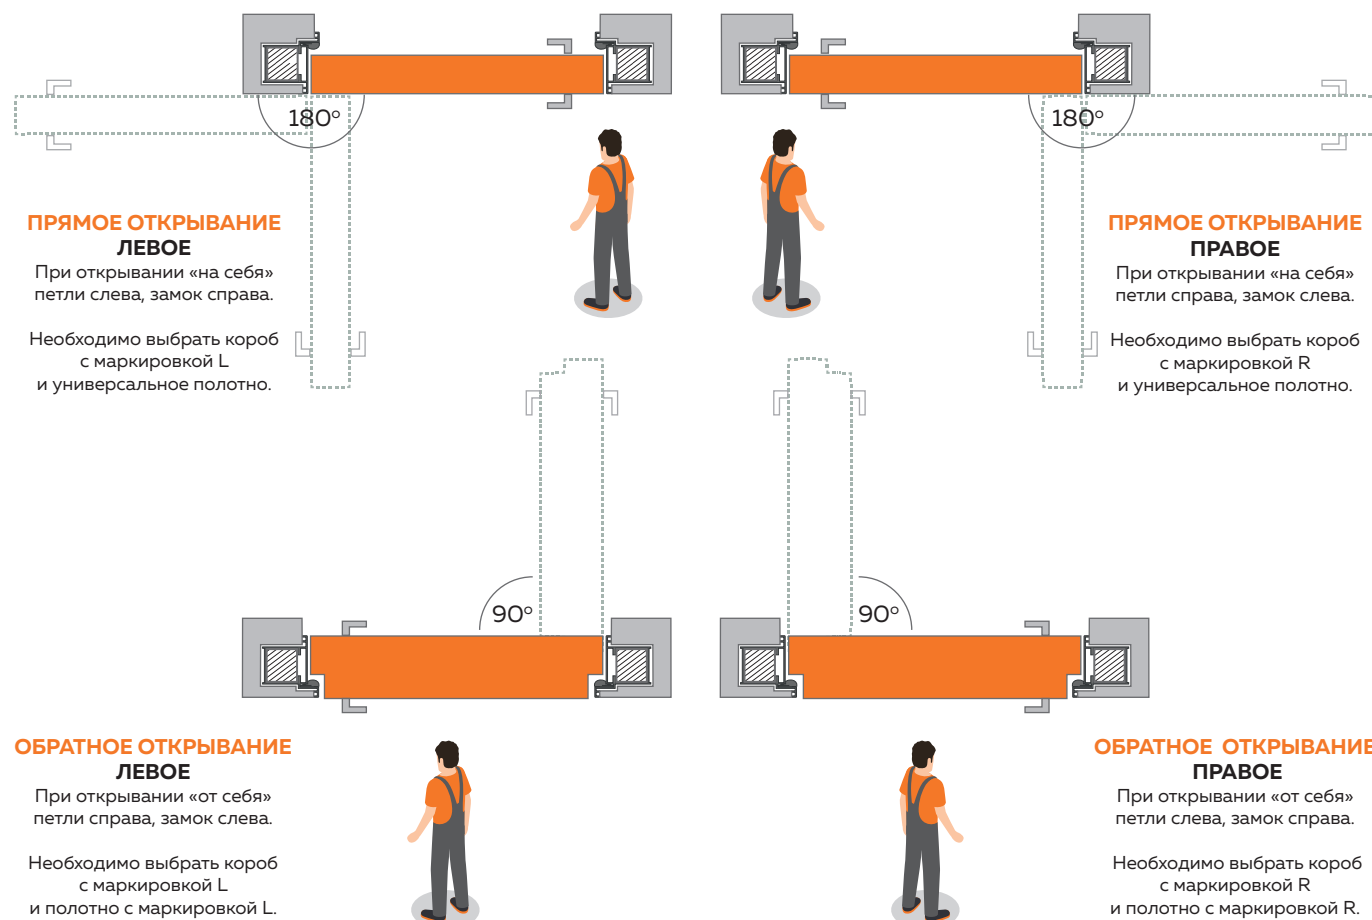 180°
180°
ПРЯМОЕ ОТКРЫВАНИЕ
ЛЕВОЕ
При открывании «на себя»
петли слева, замок справа.
Необходимо выбрать короб
с маркировкой L
и универсальное полотно.
ПРЯМОЕ ОТКРЫВАНИЕ
ПРАВОЕ
При открывании «на себя»
петли справа, замок слева.
Необходимо выбрать короб
с маркировкой R
и универсальное полотно.
90°
90°
ОБРАТНОЕ ОТКРЫВАНИЕ
ЛЕВОЕ
При открывании «от себя»
петли справа, замок слева.
Необходимо выбрать короб
с маркировкой L
и полотно с маркировкой L.
ОБРАТНОЕ ОТКРЫВАНИЕ
ПРАВОЕ
При открывании «от себя»
петли слева, замок справа.
Необходимо выбрать короб
с маркировкой R
и полотно с маркировкой R.